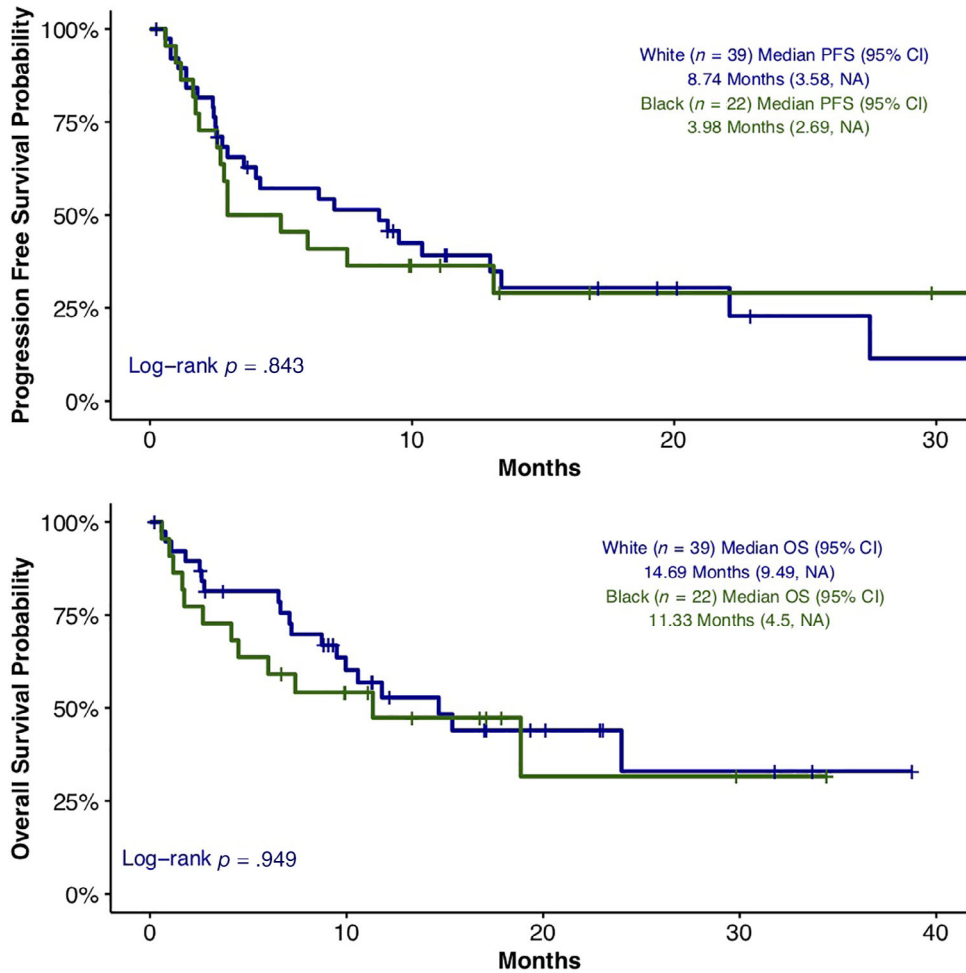 Progression Free Survival Probability
100%
75%
50%
25%
0%
White (n = 39) Median PFS (95% CI)
8.74 Months (3.58, NA)
Black (n = 22) Median PFS (95% CI)
3.98 Months (2.69, NA)
Log-rank p = .843
0 10 20 30
Months
Overall Survival Probability
100%
75%
50%
25%
0%
White (n = 39) Median OS (95% CI)
14.69 Months (9.49, NA)
Black (n = 22) Median OS (95% CI)
11.33 Months (4.5, NA)
Log-rank p = .949
0 10 20 30 40
Months